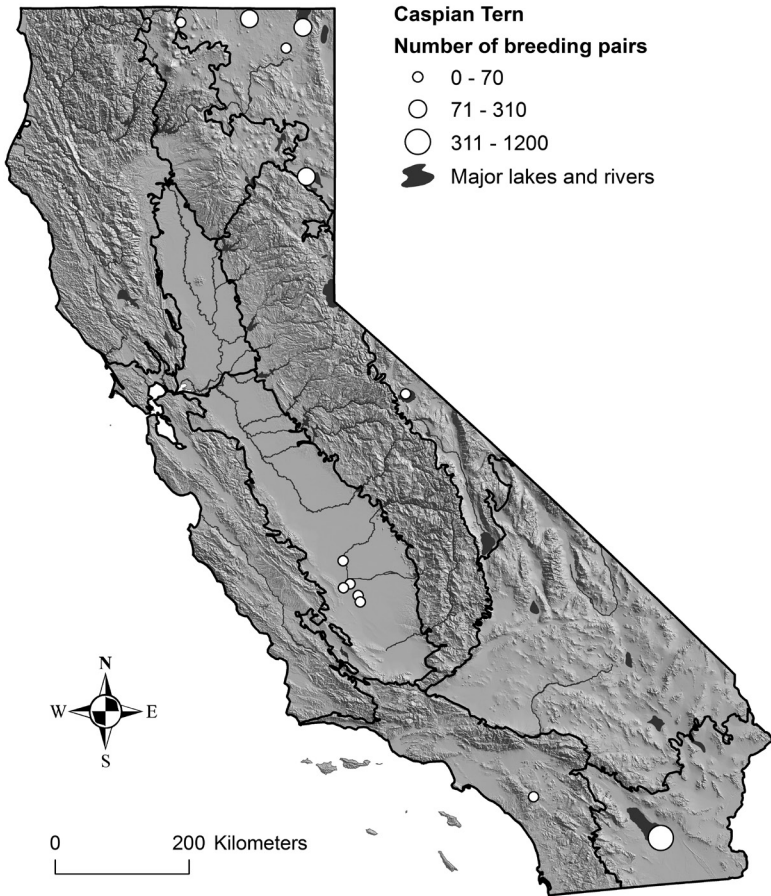 Caspian Tern
Number of breeding pairs
0 - 70
71 - 310
311 - 1200
Major lakes and rivers
N
W E
S
0 200 Kilometers